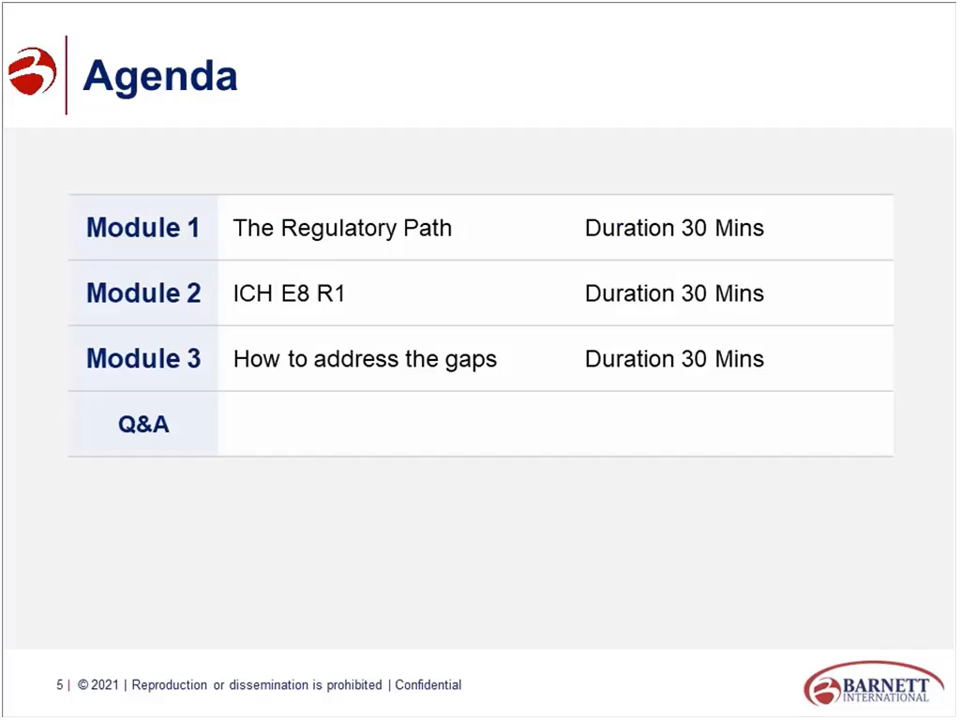 Agenda
Module 1 The Regulatory Path Duration 30 Mins
Module 2 ICH E8 R1 Duration 30 Mins
Module 3 How to address the gaps Duration 30 Mins
Q&A
5 | © 2021 | Reproduction or dissemination is prohibited | Confidential
BARNETT
INTERNATIONAL